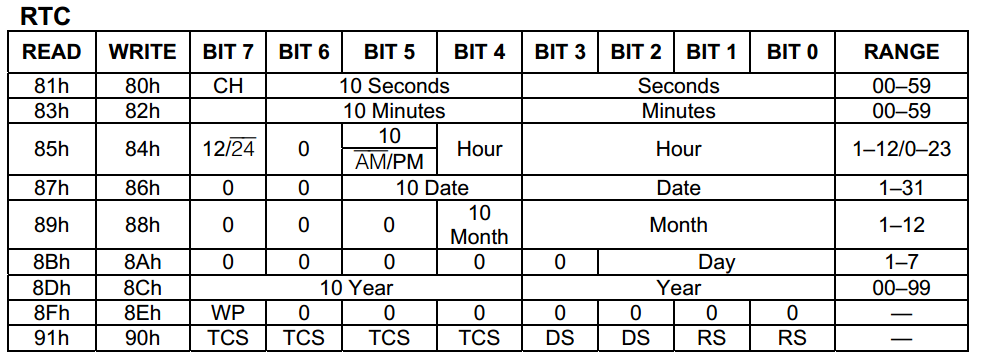 RTC
READ WRITE BIT 7 BIT 6 BIT 5 BIT 4 BIT 3 BIT 2 BIT 1 BIT 0 RANGE
81h 80h CH 10 Seconds Seconds 00–59
83h 82h 10 Minutes Minutes 00–59
85h 84h 12/2̅4̅ 0 10 Hour Hour 1–12/0–23
A̅M̅/PM
87h 86h 0 0 10 Date Date 1–31
89h 88h 0 0 0 10 Month Month 1–12
8Bh 8Ah 0 0 0 0 0 Day 1–7
8Dh 8Ch 10 Year Year 00–99
8Fh 8Eh WP 0 0 0 0 0 0 0 —
91h 90h TCS TCS TCS TCS DS DS RS RS —